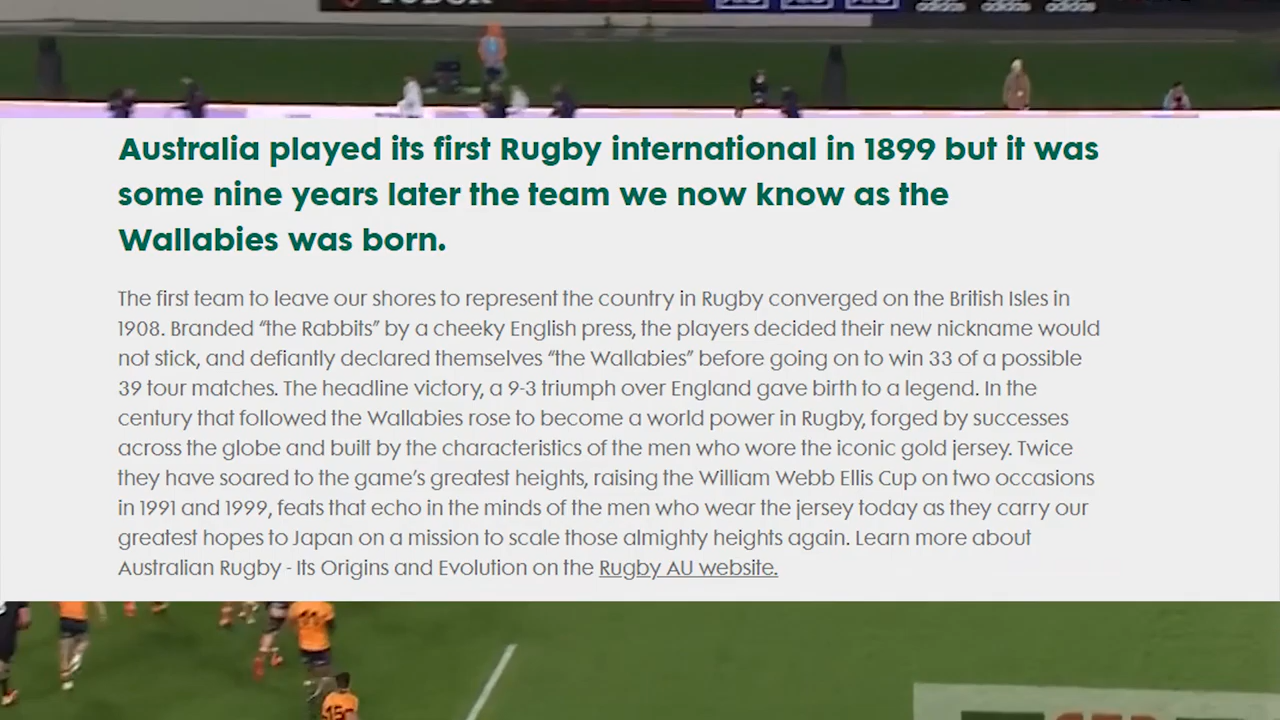 TUDOR
adidas adidas adidas
Australia played its first Rugby international in 1899 but it was
some nine years later the team we now know as the
Wallabies was born.
The first team to leave our shores to represent the country in Rugby converged on the British Isles in
1908. Branded “the Rabbits” by a cheeky English press, the players decided their new nickname would
not stick, and defiantly declared themselves “the Wallabies” before going on to win 33 of a possible
39 tour matches. The headline victory, a 9-3 triumph over England gave birth to a legend. In the
century that followed the Wallabies rose to become a world power in Rugby, forged by successes
across the globe and built by the characteristics of the men who wore the iconic gold jersey. Twice
they have soared to the game’s greatest heights, raising the William Webb Ellis Cup on two occasions
in 1991 and 1999, feats that echo in the minds of the men who wear the jersey today as they carry our
greatest hopes to Japan on a mission to scale those almighty heights again. Learn more about
Australian Rugby - Its Origins and Evolution on the Rugby AU website.
11
15